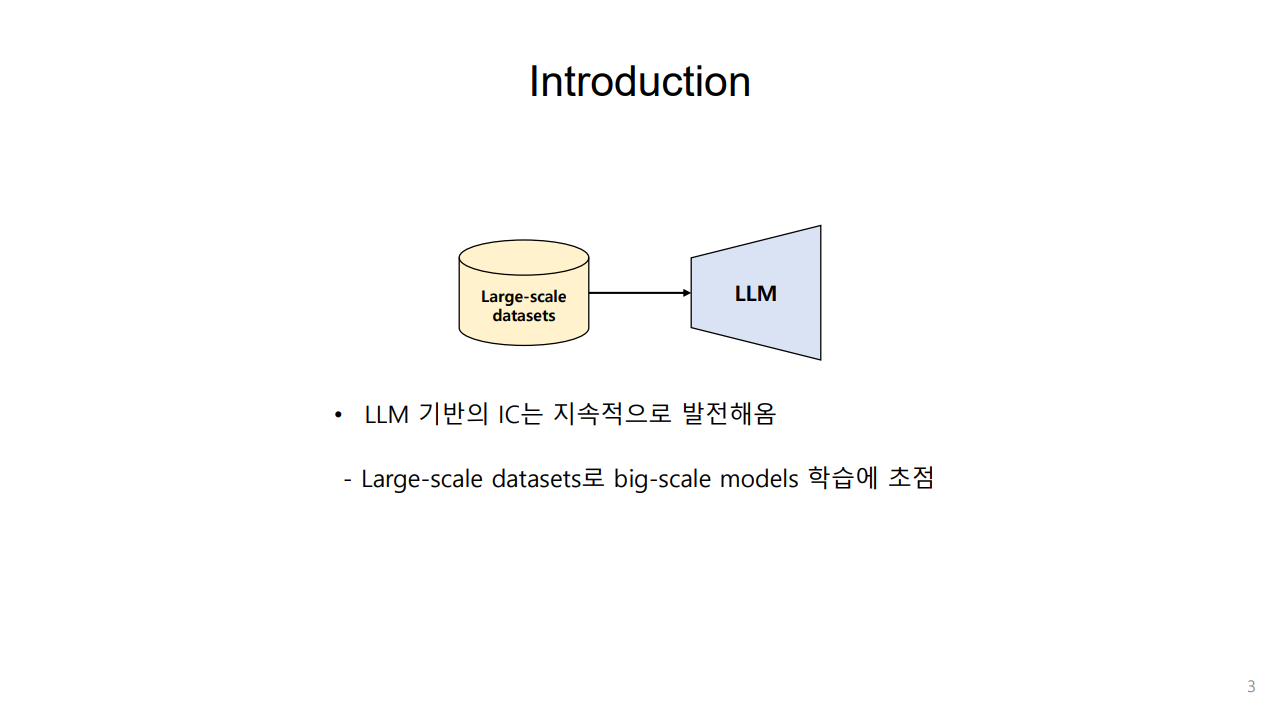 Introduction
Large-scale
datasets
LLM
• LLM 기반의 IC는 지속적으로 발전해옴
- Large-scale datasets로 big-scale models 학습에 초점
3